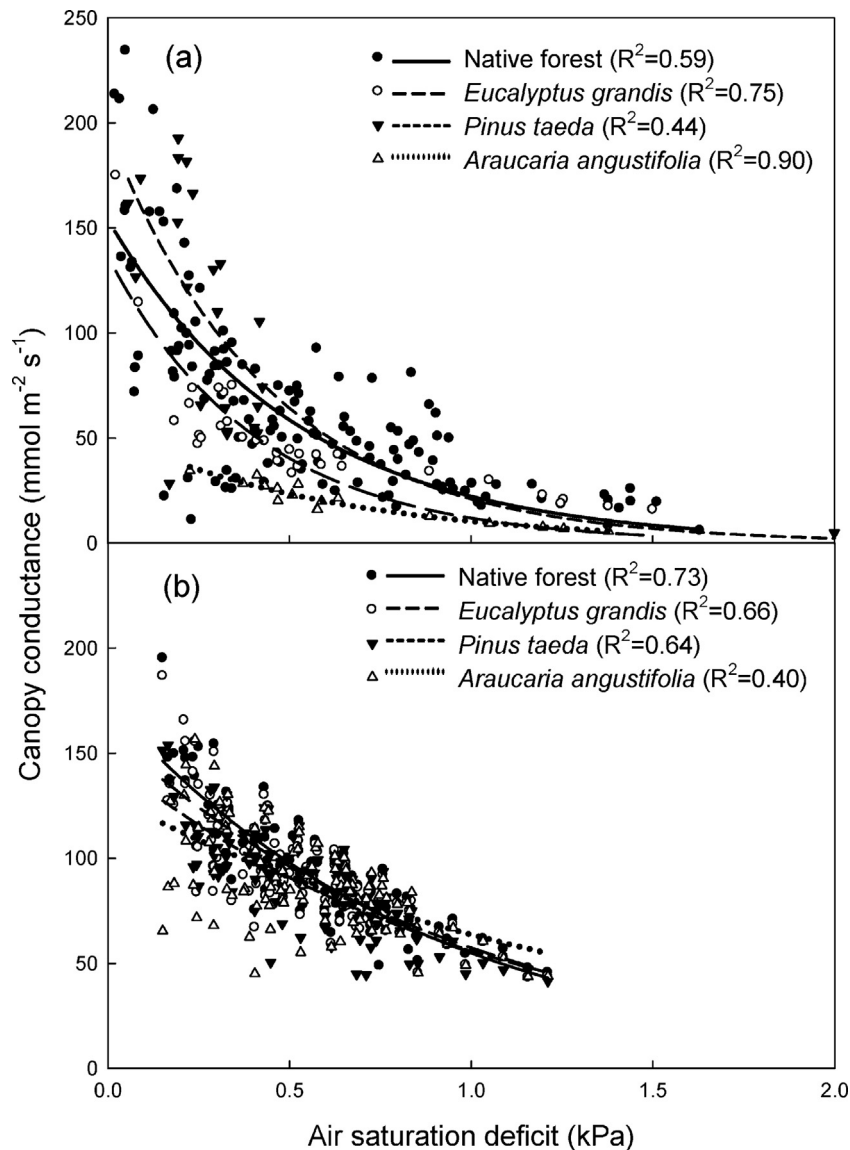 250
200
150
100
50
0
(a)
Native forest (R²=0.59)
Eucalyptus grandis (R²=0.75)
Pinus taeda (R²=0.44)
Araucaria angustifolia (R²=0.90)
Canopy conductance (mmol m⁻² s⁻¹)
(b)
Native forest (R²=0.73)
Eucalyptus grandis (R²=0.66)
Pinus taeda (R²=0.64)
Araucaria angustifolia (R²=0.40)
200
150
100
50
0
0.0 0.5 1.0 1.5 2.0
Air saturation deficit (kPa)